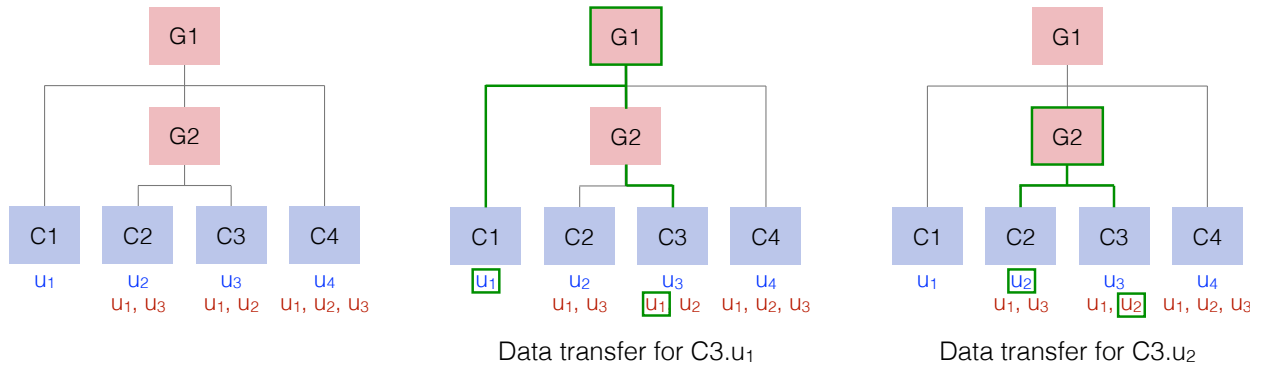 G1
G2
C1 C2 C3 C4
u₁ u₂ u₃ u₄
u₁, u₃ u₁, u₂ u₁, u₂, u₃
G1
G2
C1 C2 C3 C4
u₁ u₂ u₃ u₄
u₁, u₃ u₁ u₂ u₁, u₂, u₃
Data transfer for C3.u₁
G1
G2
C1 C2 C3 C4
u₁ u₂ u₃ u₄
u₁, u₃ u₁, u₂ u₁, u₂, u₃
Data transfer for C3.u₂